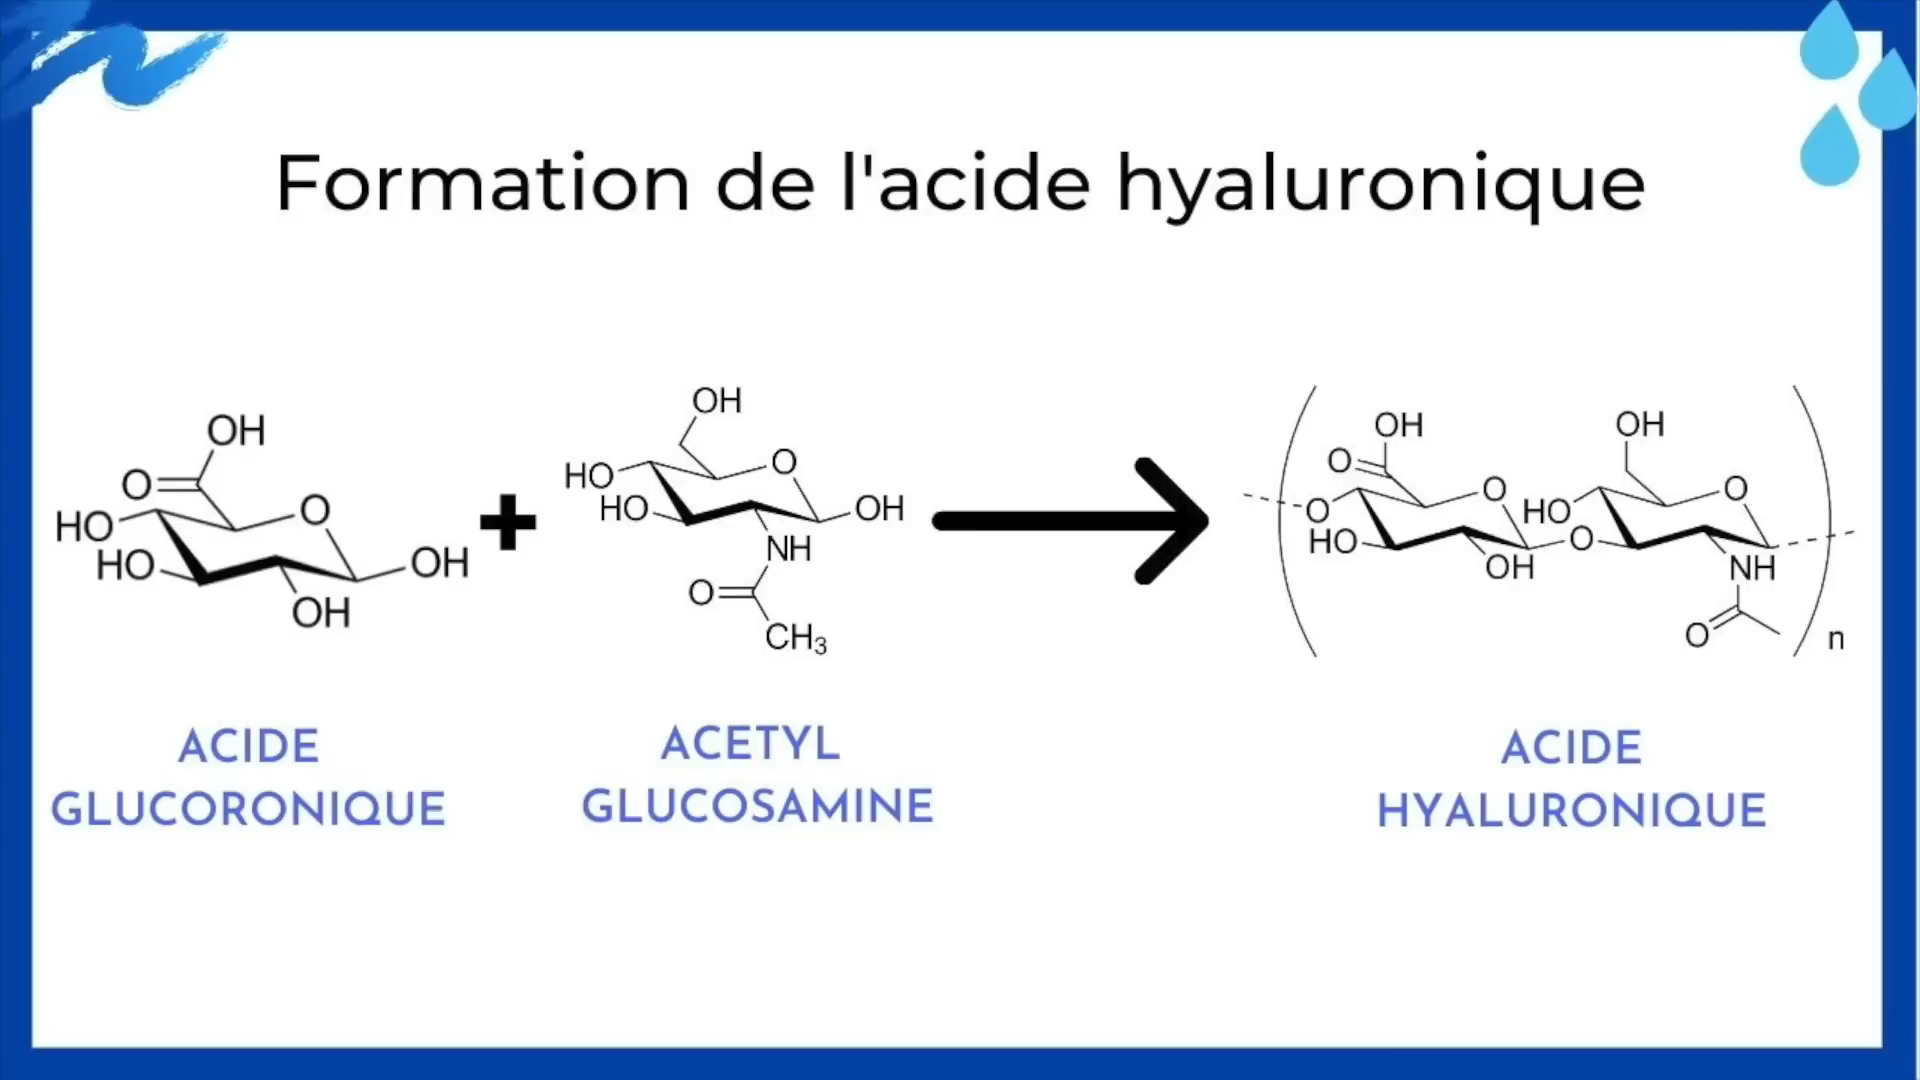 Formation de l'acide hyaluronique
OH
O
HO
HO
O
OH
OH
+
OH
HO
HO
O
OH
NH
O
CH₃
OH
O
O
HO
O
OH
O
OH
HO
O
NH
O
n
ACIDE
GLUCORONIQUE
ACETYL
GLUCOSAMINE
ACIDE
HYALURONIQUE